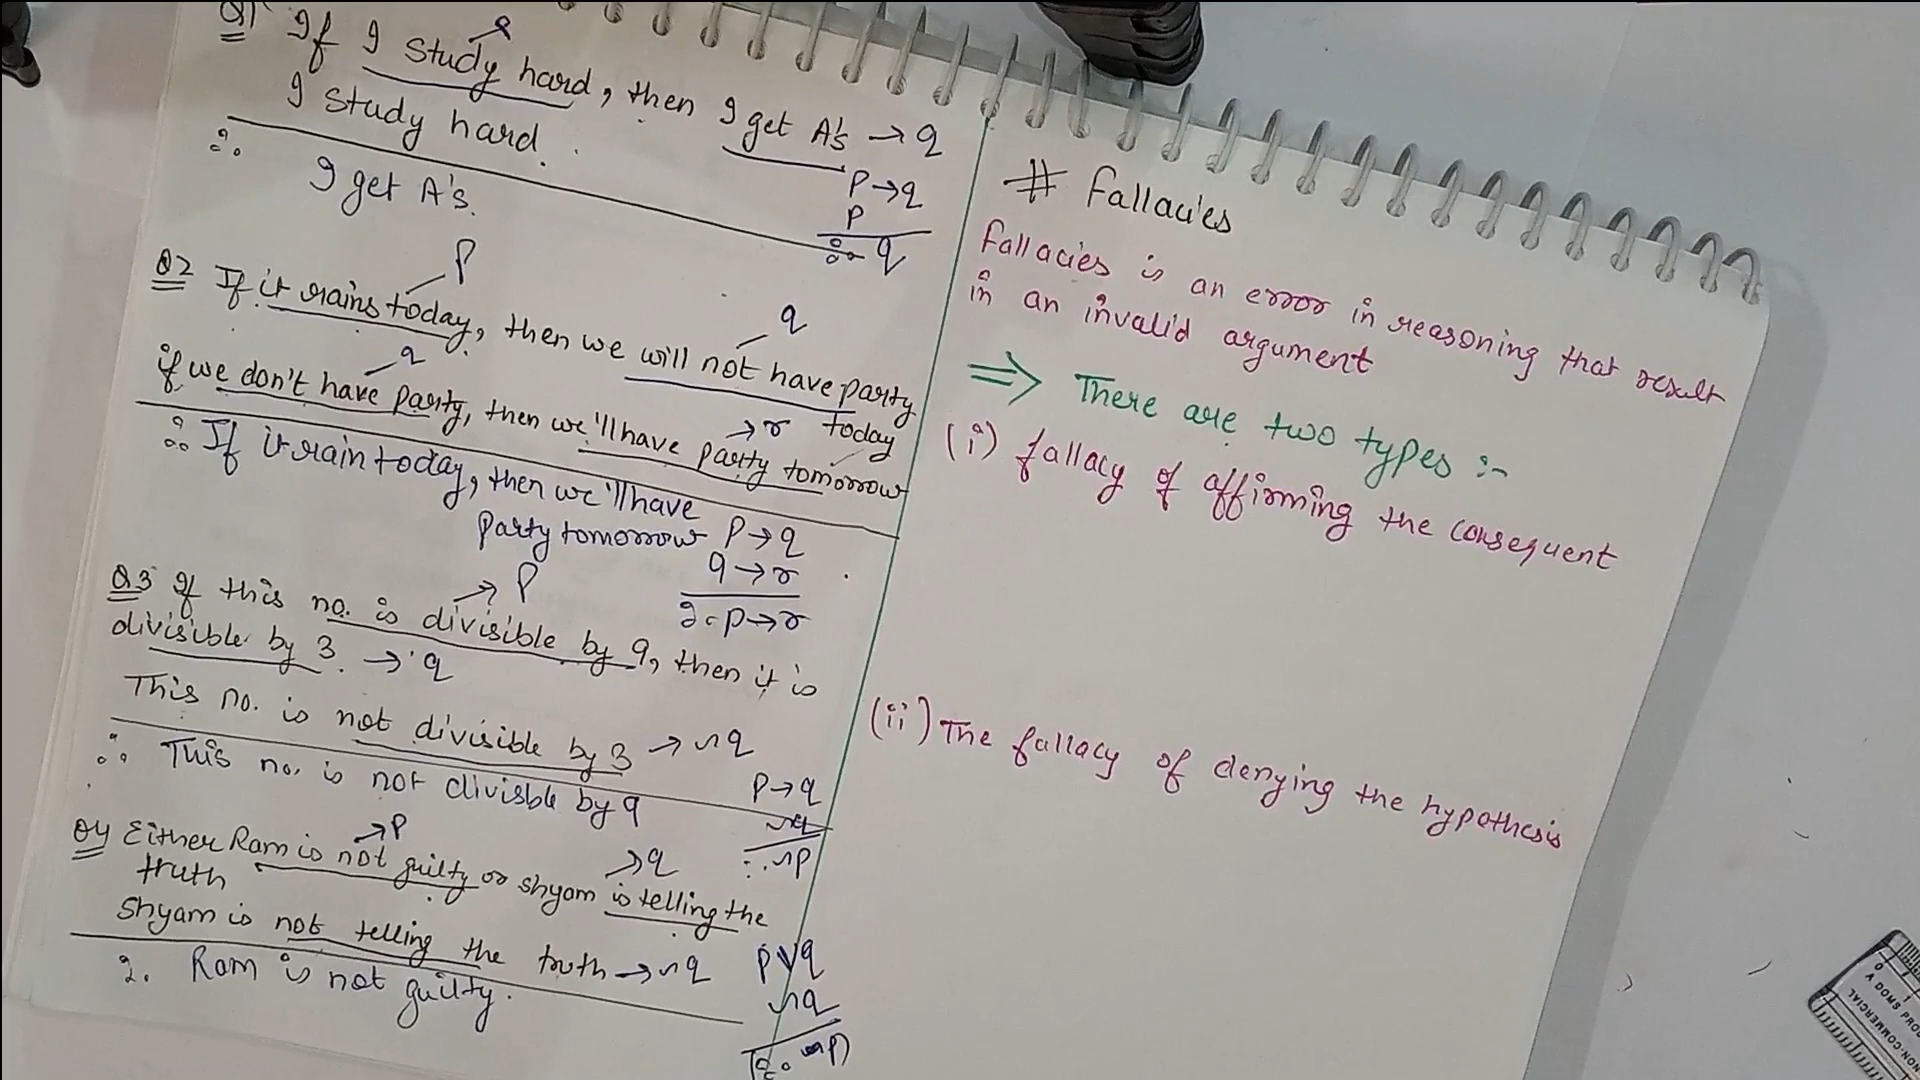 Q1 If I study hard, then I get A's → q
I study hard.
∴ I get A's.
p→q
p
∴ q
Q2 If it rains today, then we will not have party today
p
q
if we don't have party, then we'll have party tomorrow
q
→ r
∴ If it rain today, then we'll have party tomorrow
p→q
q→r
∴ p→r
Q3 If this no. is divisible by 9, then it is
→ p
divisible by 3. → q
This no. is not divisible by 3 → ~q
∴ This no. is not divisble by 9
p→q
~q
∴ ~p
Q4 Either Ram is not guilty or shyam is telling the
→p
→q
truth
Shyam is not telling the truth → ~q
∴ Ram is not guilty.
p∨q
~q
# Fallacies
Fallacies is an error in reasoning that result
in an invalid argument
⇒ There are two types :-
(i) fallacy of affirming the consequent
(ii) The fallacy of denying the hypothesis
A DOMS PRO
NON-COMMERCIAL